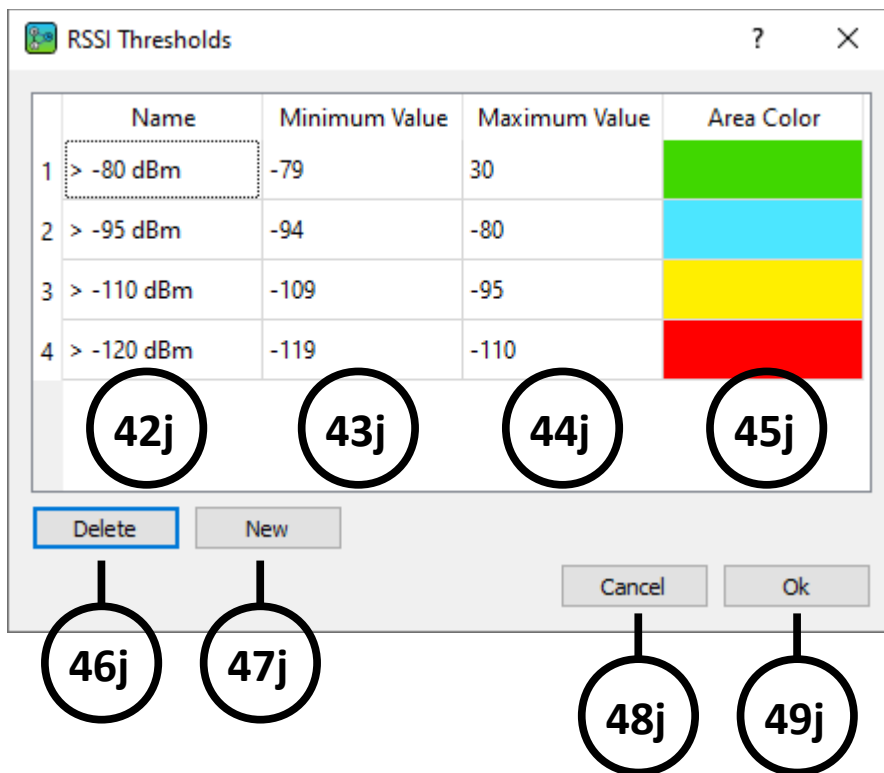 RSSI Thresholds ? ×
Name Minimum Value Maximum Value Area Color
1 > -80 dBm -79 30
2 > -95 dBm -94 -80
3 > -110 dBm -109 -95
4 > -120 dBm -119 -110
42j 43j 44j 45j
Delete New
Cancel Ok
46j 47j
48j 49j